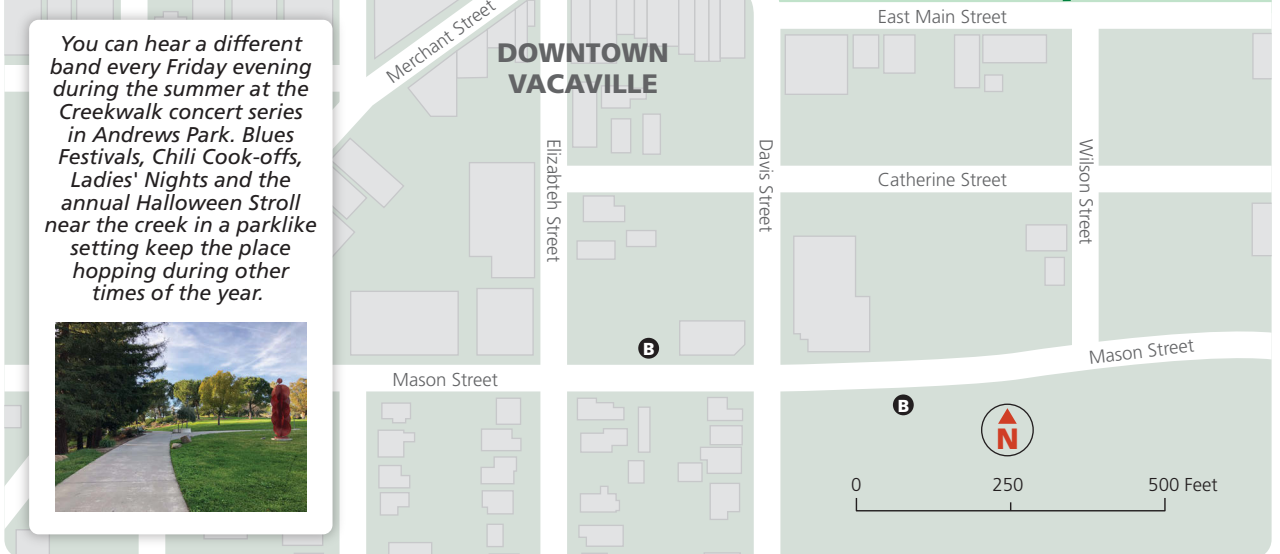 You can hear a different
band every Friday evening
during the summer at the
Creekwalk concert series
in Andrews Park. Blues
Festivals, Chili Cook-offs,
Ladies' Nights and the
annual Halloween Stroll
near the creek in a parklike
setting keep the place
hopping during other
times of the year.
Merchant Street
DOWNTOWN
VACAVILLE
East Main Street
Elizabteh Street
Davis Street
Catherine Street
Wilson Street
B
Mason Street
Mason Street
B
N
0 250 500 Feet